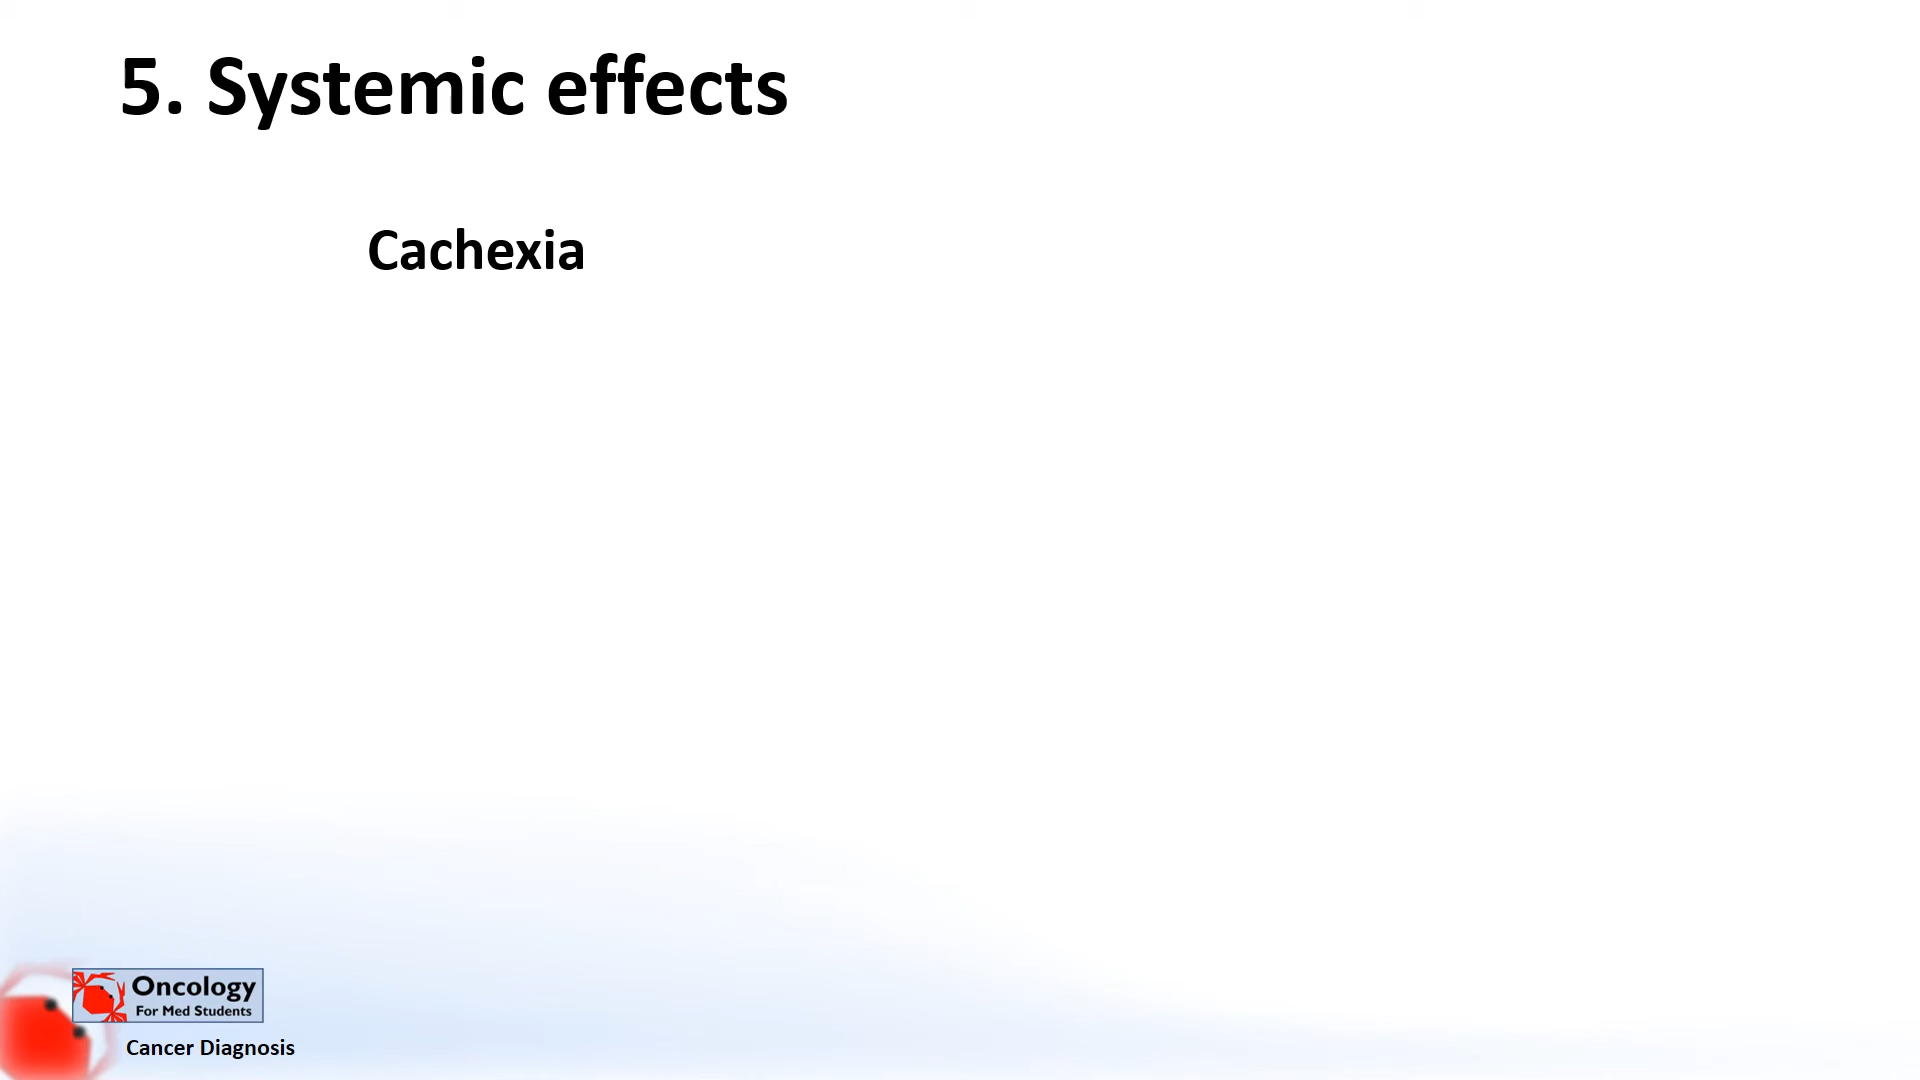 5. Systemic effects
Cachexia
Oncology
For Med Students
Cancer Diagnosis